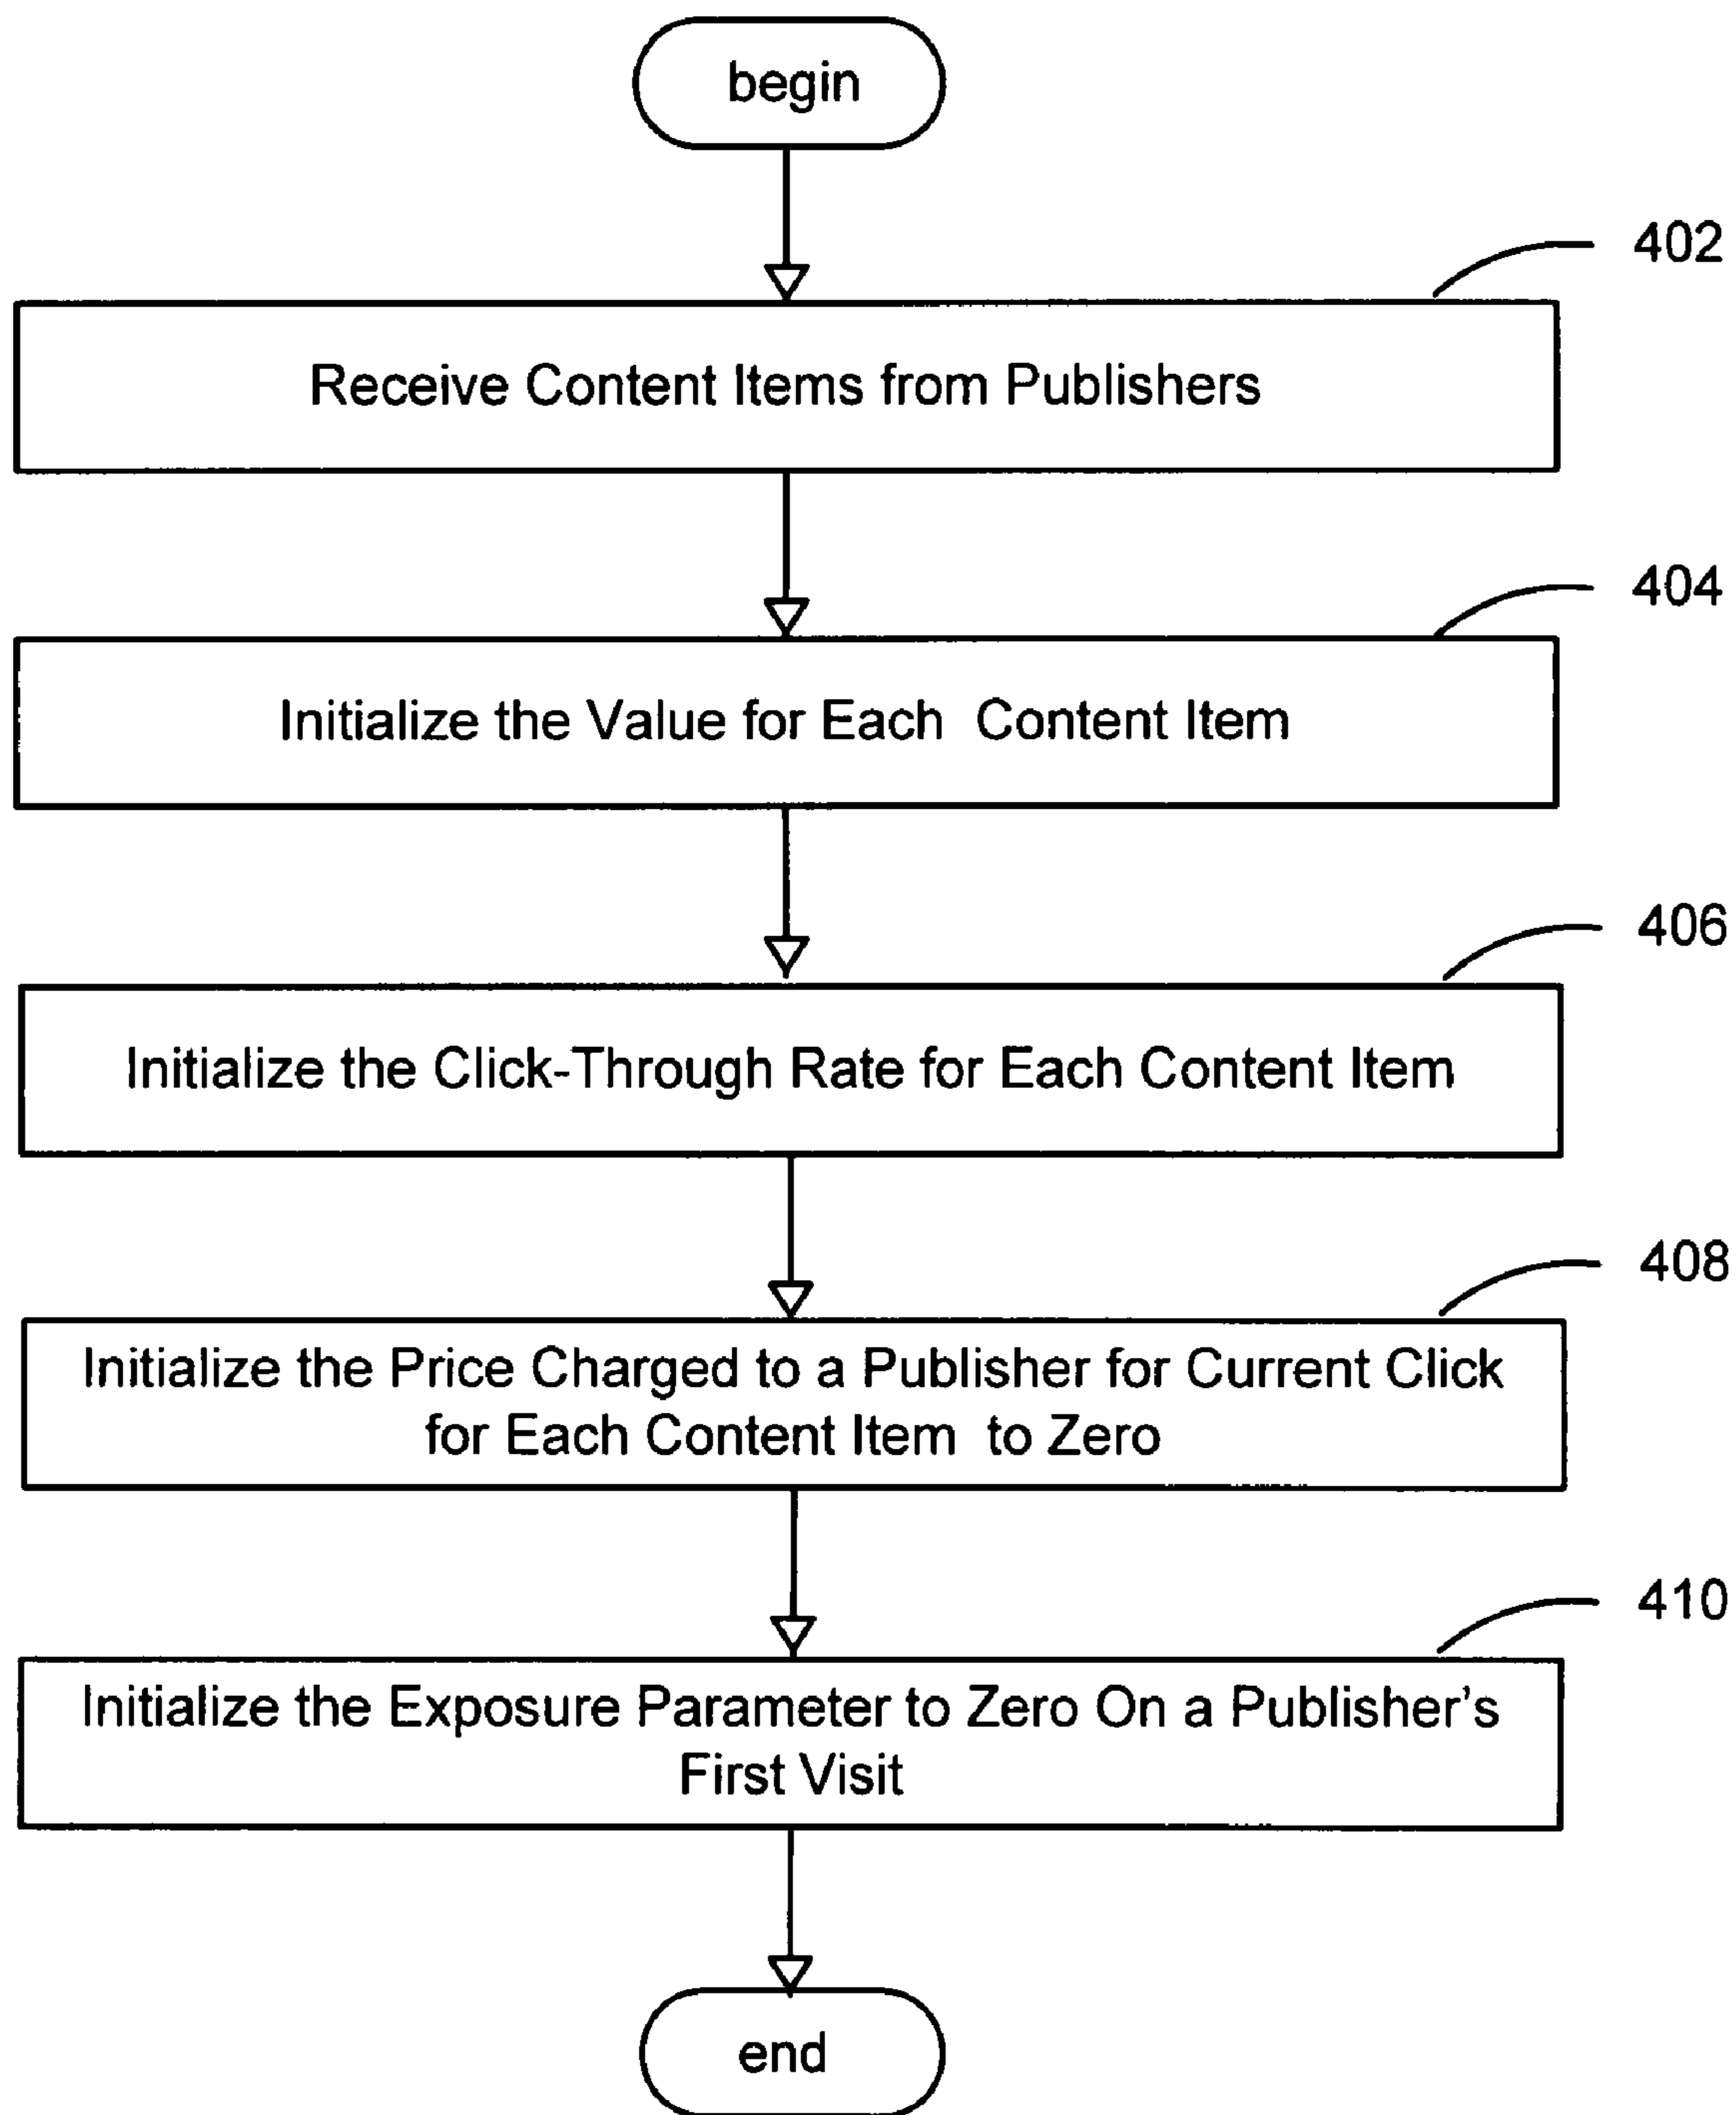 begin
402
Receive Content Items from Publishers
404
Initialize the Value for Each Content Item
406
Initialize the Click-Through Rate for Each Content Item
408
Initialize the Price Charged to a Publisher for Current Click
for Each Content Item to Zero
410
Initialize the Exposure Parameter to Zero On a Publisher's
First Visit
end